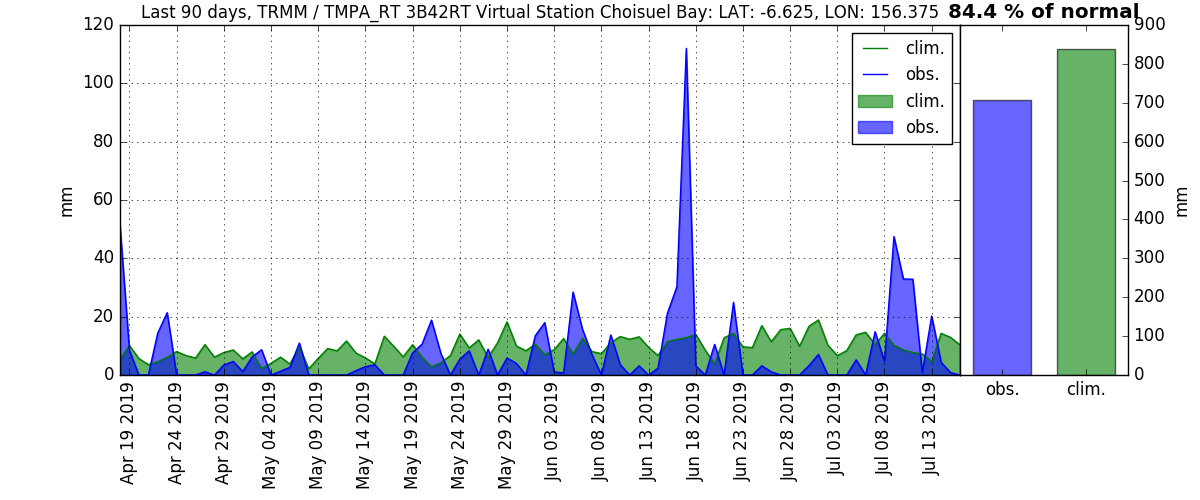 Last 90 days, TRMM / TMPA_RT 3B42RT Virtual Station Choisuel Bay: LAT: -6.625, LON: 156.375
84.4 % of normal
120
100
80
60
40
20
0
mm
clim.
obs.
clim.
obs.
900
800
700
600
500
400
300
200
100
0
mm
obs.
clim.
Apr 19 2019
Apr 24 2019
Apr 29 2019
May 04 2019
May 09 2019
May 14 2019
May 19 2019
May 24 2019
May 29 2019
Jun 03 2019
Jun 08 2019
Jun 13 2019
Jun 18 2019
Jun 23 2019
Jun 28 2019
Jul 03 2019
Jul 08 2019
Jul 13 2019